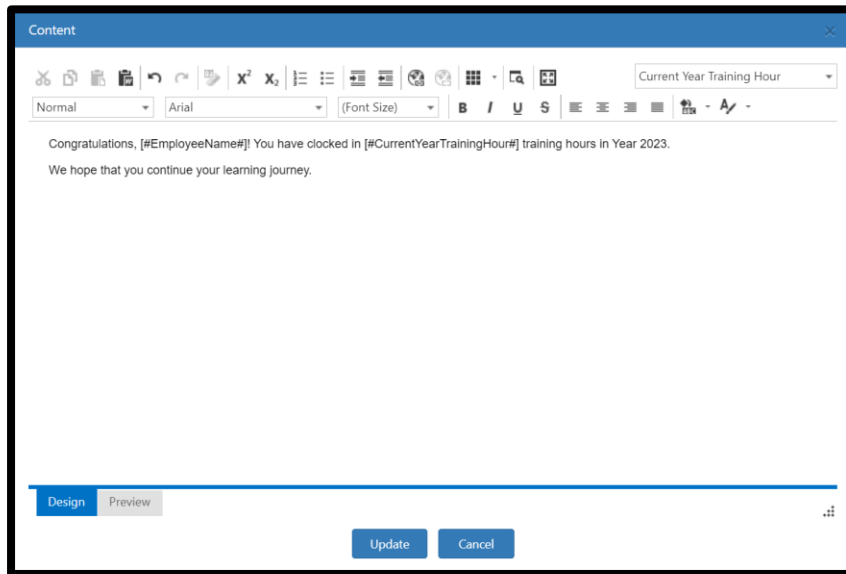 Content
Current Year Training Hour
Normal
Arial
(Font Size)
B I U S
Congratulations, [#EmployeeName#]! You have clocked in [#CurrentYearTrainingHour#] training hours in Year 2023.
We hope that you continue your learning journey.
Design
Preview
Update
Cancel